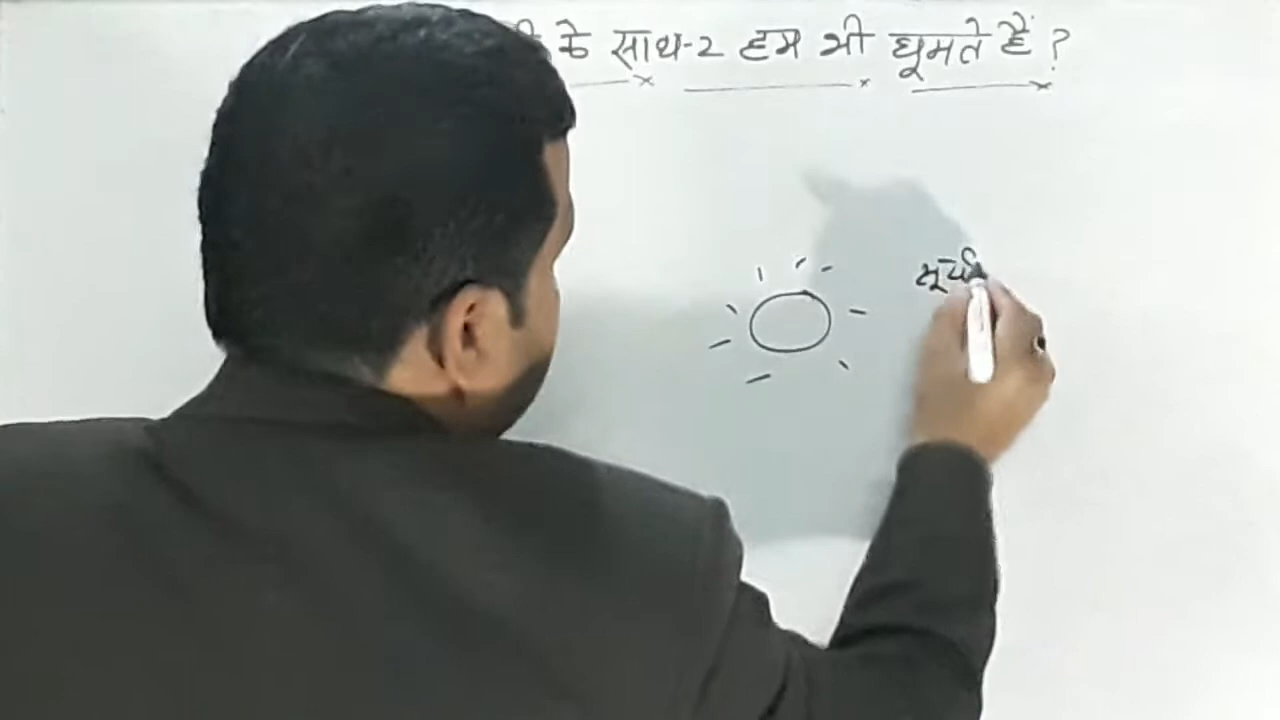 के साथ-2 हम भी घूमते हैं ?
सूर्य